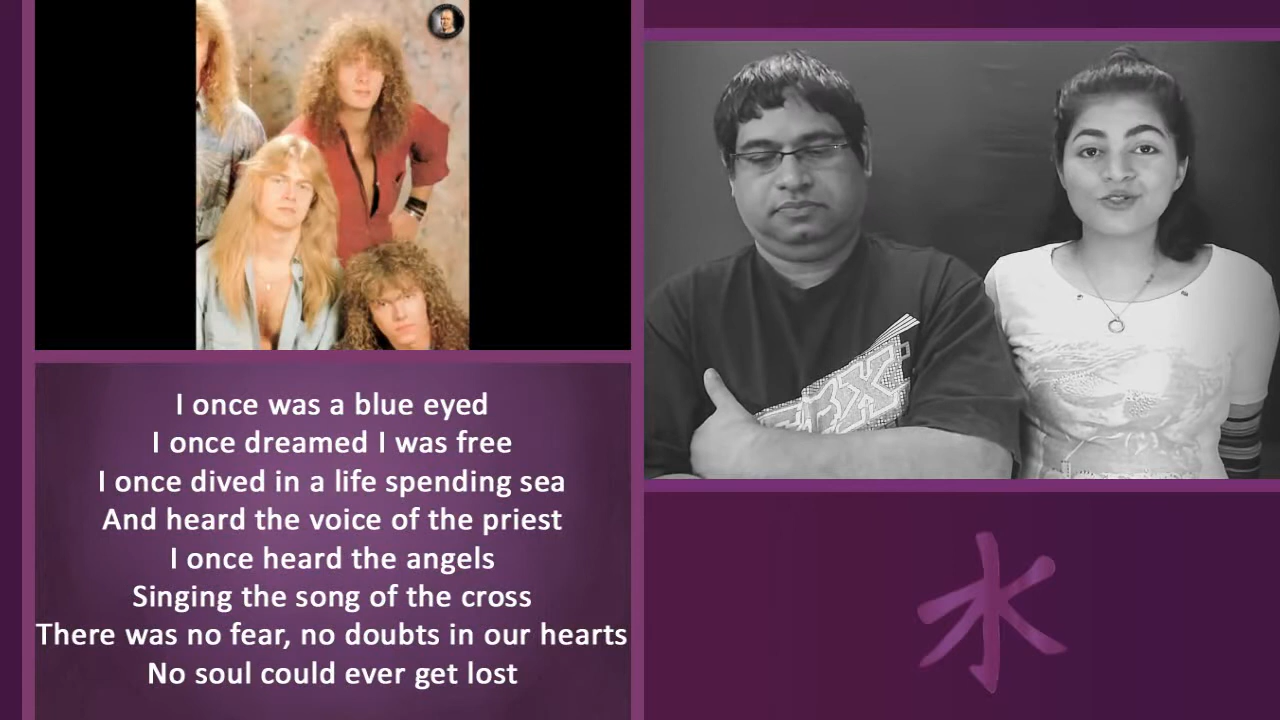 I once was a blue eyed
I once dreamed I was free
I once dived in a life spending sea
And heard the voice of the priest
I once heard the angels
Singing the song of the cross
There was no fear, no doubts in our hearts
No soul could ever get lost
水